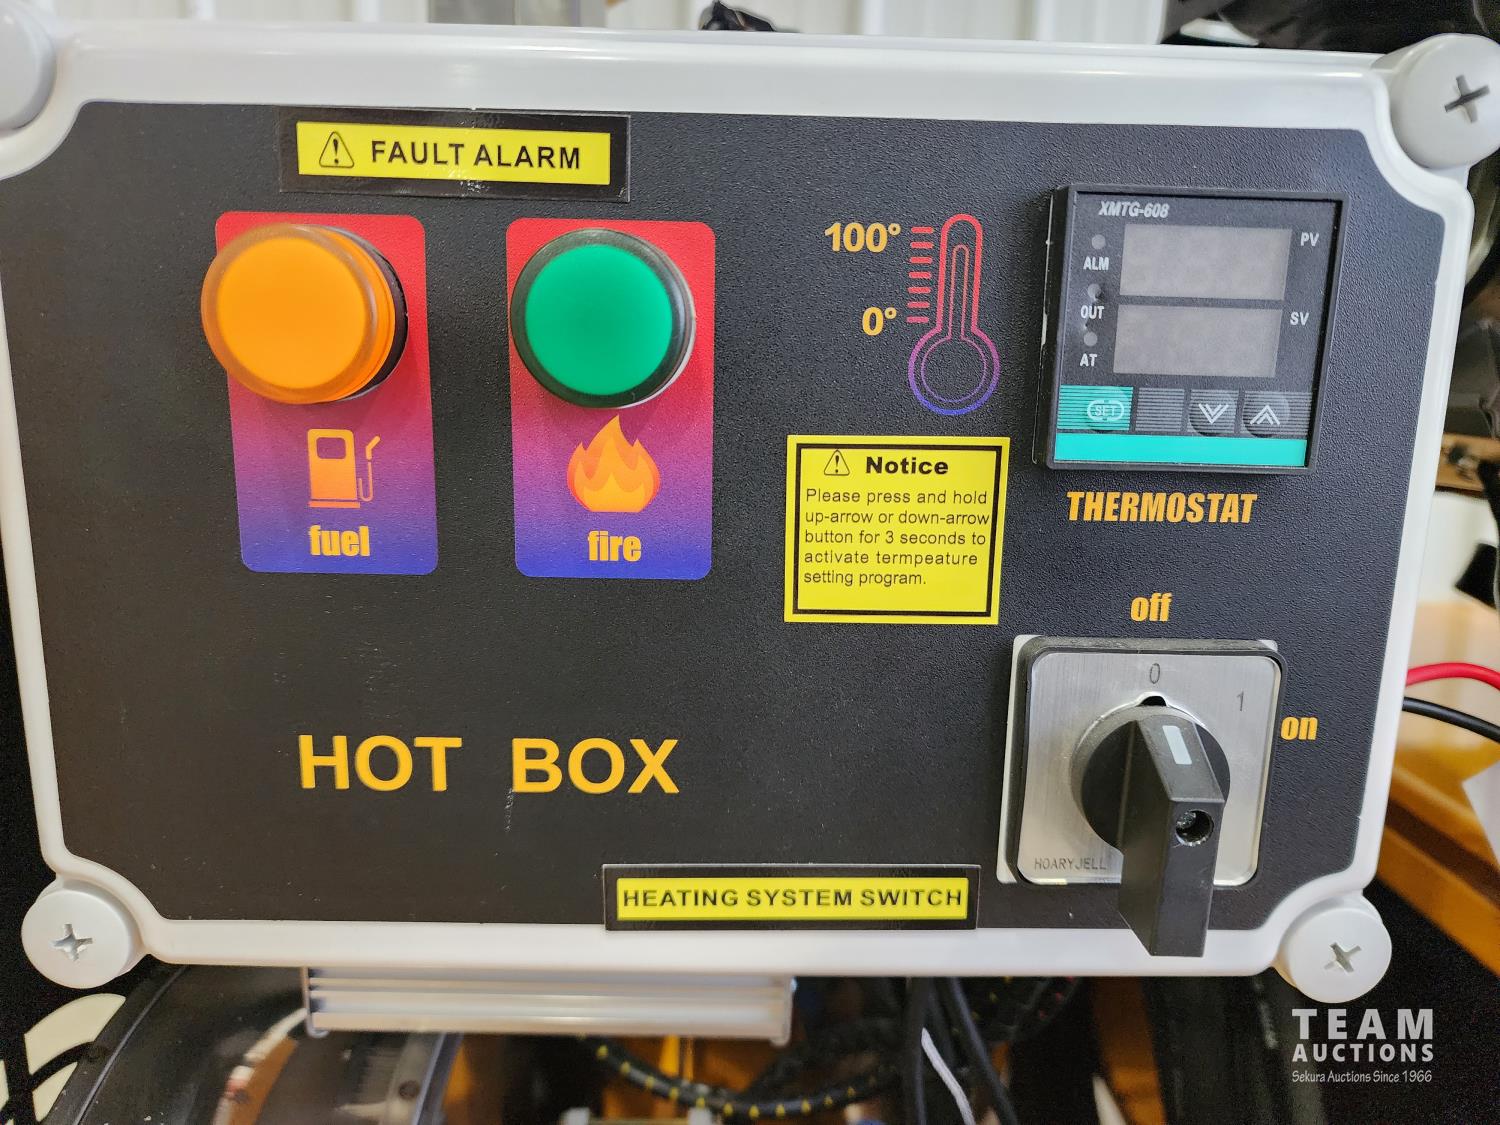 FAULT ALARM
XMTG-608
PV
ALM
OUT
SV
AT
SET
100°
0°
fuel
fire
Notice
Please press and hold
up-arrow or down-arrow
button for 3 seconds to
activate termpeature
setting program.
THERMOSTAT
off
0
1
on
HOARYJELL
HOT BOX
HEATING SYSTEM SWITCH
TEAM
AUCTIONS
Sekura Auctions Since 1966